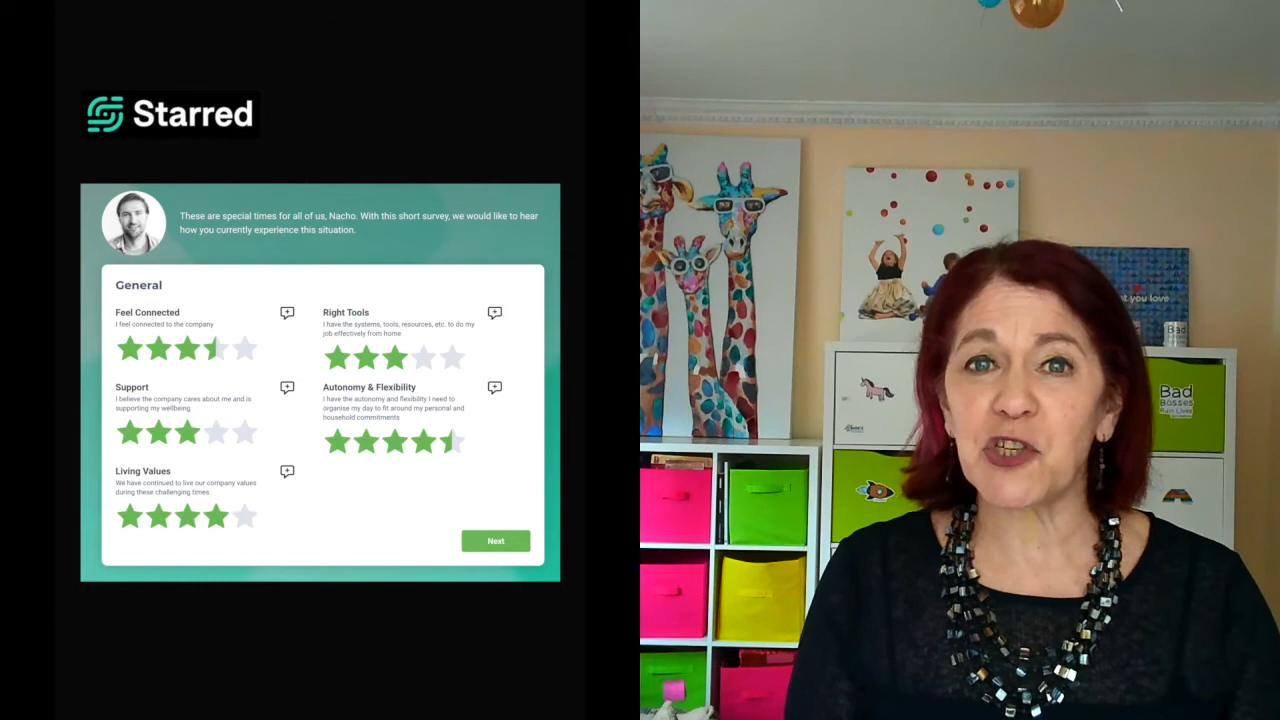 Starred
These are special times for all of us, Nacho. With this short survey, we would like to hear
how you currently experience this situation.
General
Feel Connected
I feel connected to the company
Right Tools
I have the systems, tools, resources, etc. to do my
job effectively from home
Support
I believe the company cares about me and is
supporting my wellbeing
Autonomy & Flexibility
I have the autonomy and flexibility I need to
organise my day to fit around my personal and
household commitments
Living Values
We have continued to live our company values
during these challenging times
Next
you love
Bad
Bad
Bosses
Ruin Lives